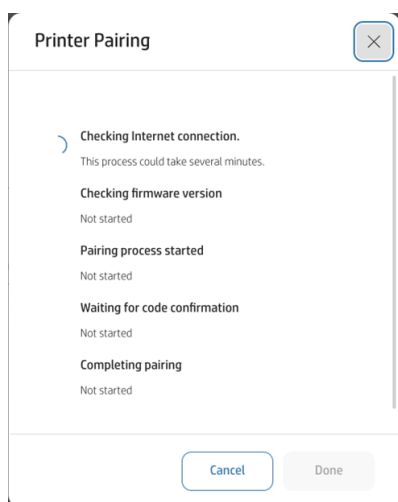 Printer Pairing
Checking Internet connection.
This process could take several minutes.
Checking firmware version
Not started
Pairing process started
Not started
Waiting for code confirmation
Not started
Completing pairing
Not started
Cancel
Done